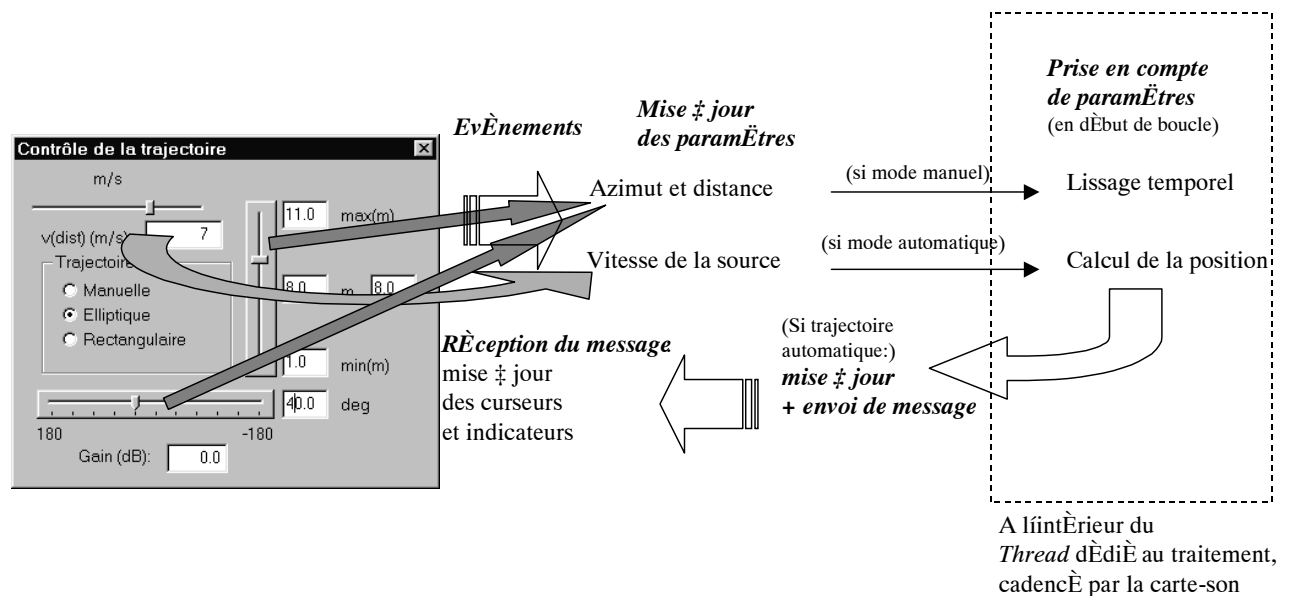 Prise en compte
de paramËtres
(en dÈbut de boucle)
Mise ‡ jour
des paramËtres
EvÈnements
Contrôle de la trajectoire
m/s
11.0 max(m)
v(dist) (m/s) 7
Trajectoire
Manuelle
Elliptique
Rectangulaire
8.0 m 8.0
1.0 min(m)
40.0 deg
180 -180
Gain (dB): 0.0
Azimut et distance
(si mode manuel)
Lissage temporel
Vitesse de la source
(si mode automatique)
Calcul de la position
(Si trajectoire
automatique:)
mise ‡ jour
+ envoi de message
RÈception du message:
mise ‡ jour
des curseurs
et indicateurs
A líintÈrieur du
Thread dÈdiÈ au traitement,
cadencÈ par la carte-son